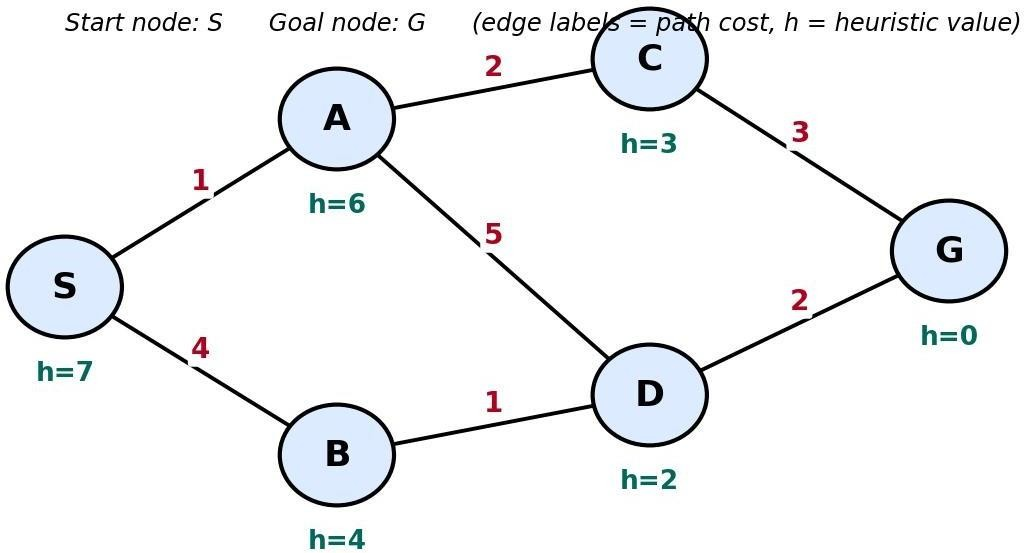 Start node: S Goal node: G (edge labels = path cost, h = heuristic value)
C
2
A
3
h=3
1
h=6
5
G
S
2
h=0
4
h=7
1
D
B
h=2
h=4